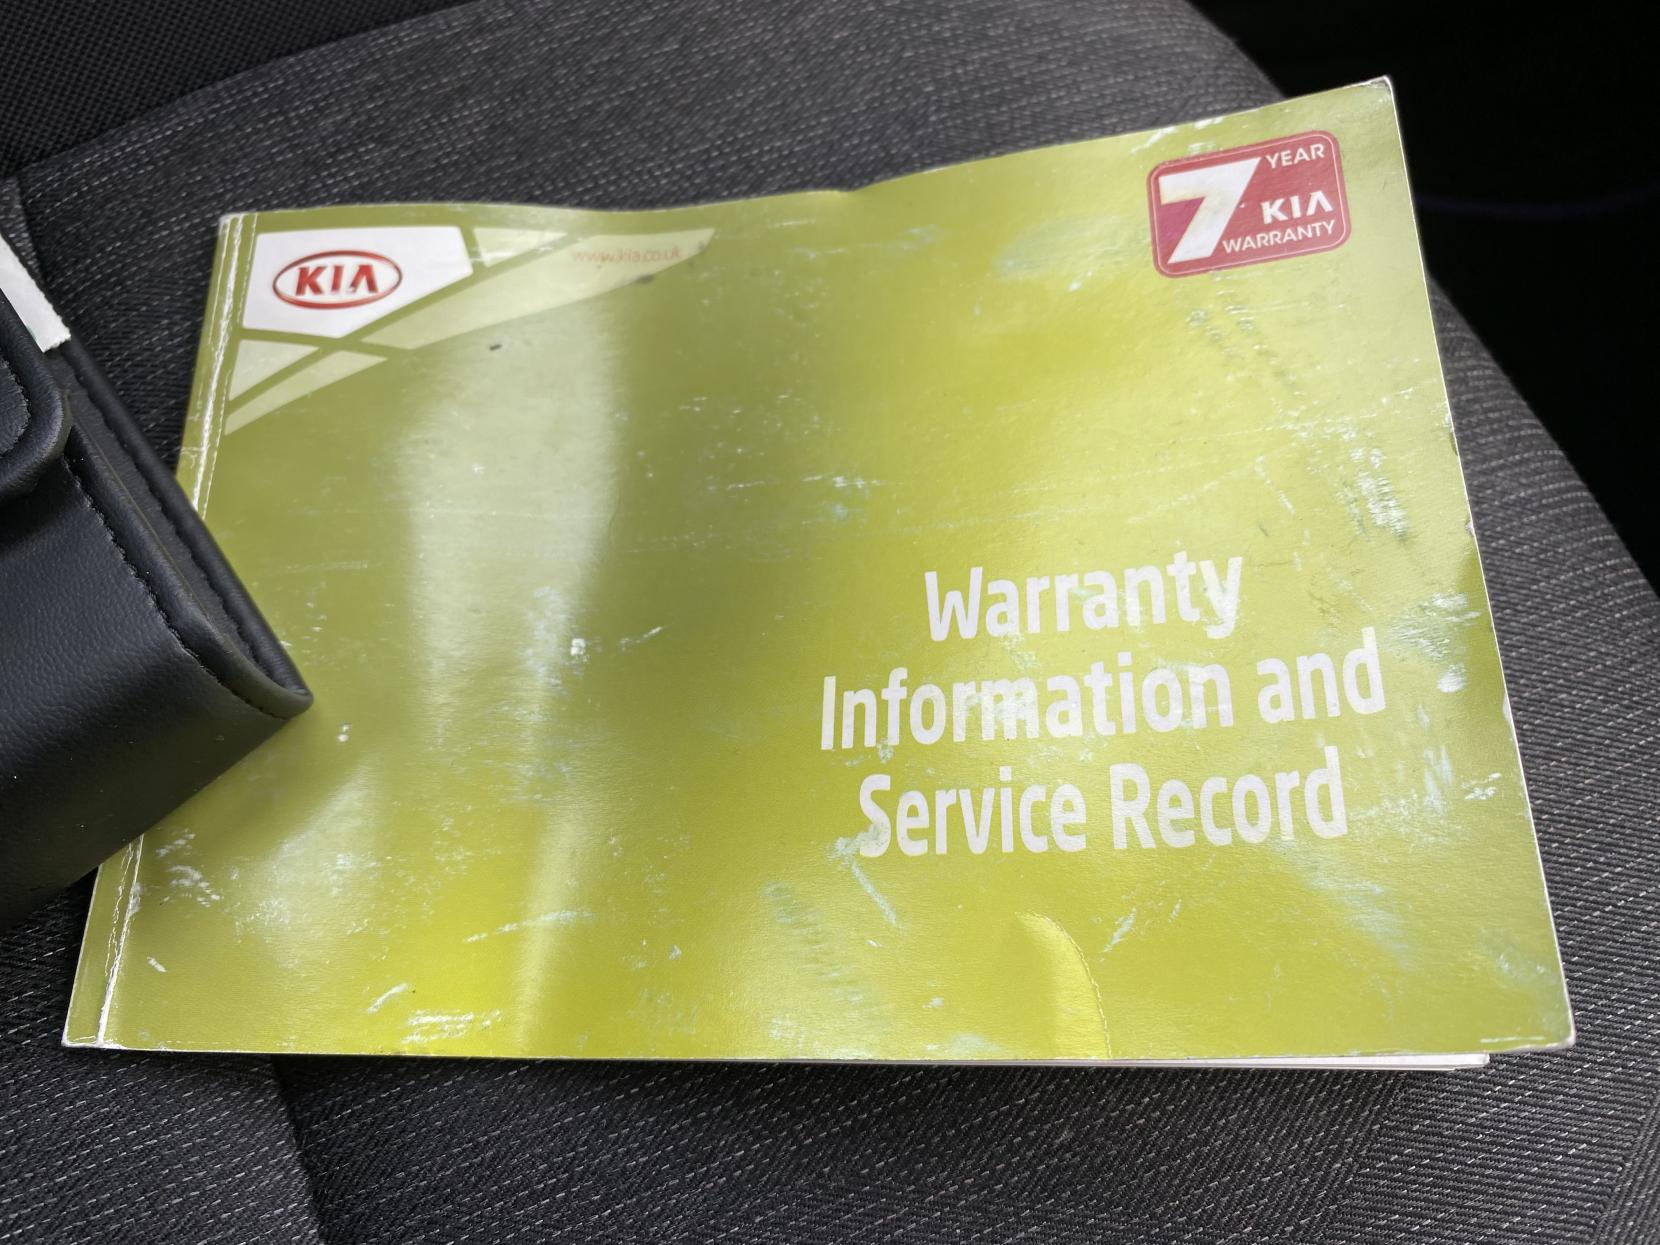 KIA
www.kia.co.uk
7 YEAR
KIA
WARRANTY
Warranty
Information and
Service Record